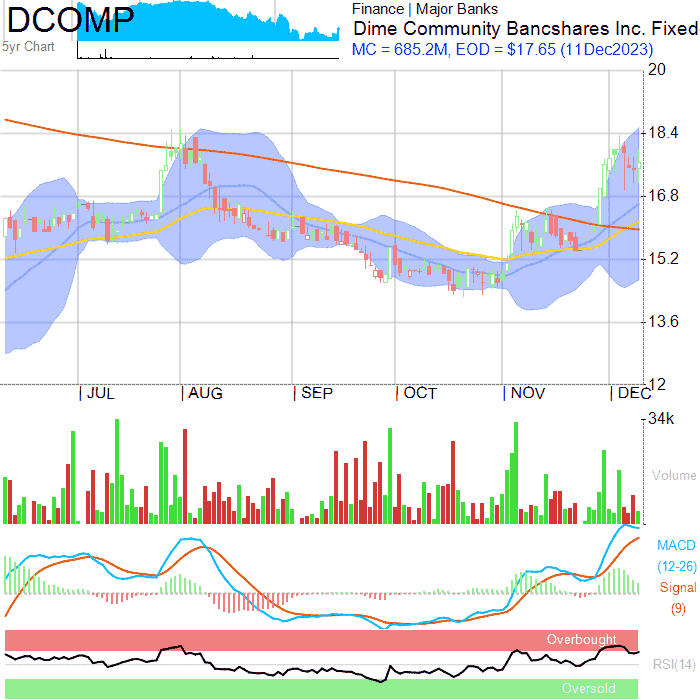 DCOMP
5yr Chart
Finance | Major Banks
Dime Community Bancshares Inc. Fixed
MC = 685.2M, EOD = $17.65 (11Dec2023)
20
18.4
16.8
15.2
13.6
12
| JUL | AUG | SEP | OCT | NOV | DEC
34k
Volume
MACD
(12-26)
Signal
(9)
Overbought
RSI(14)
Oversold